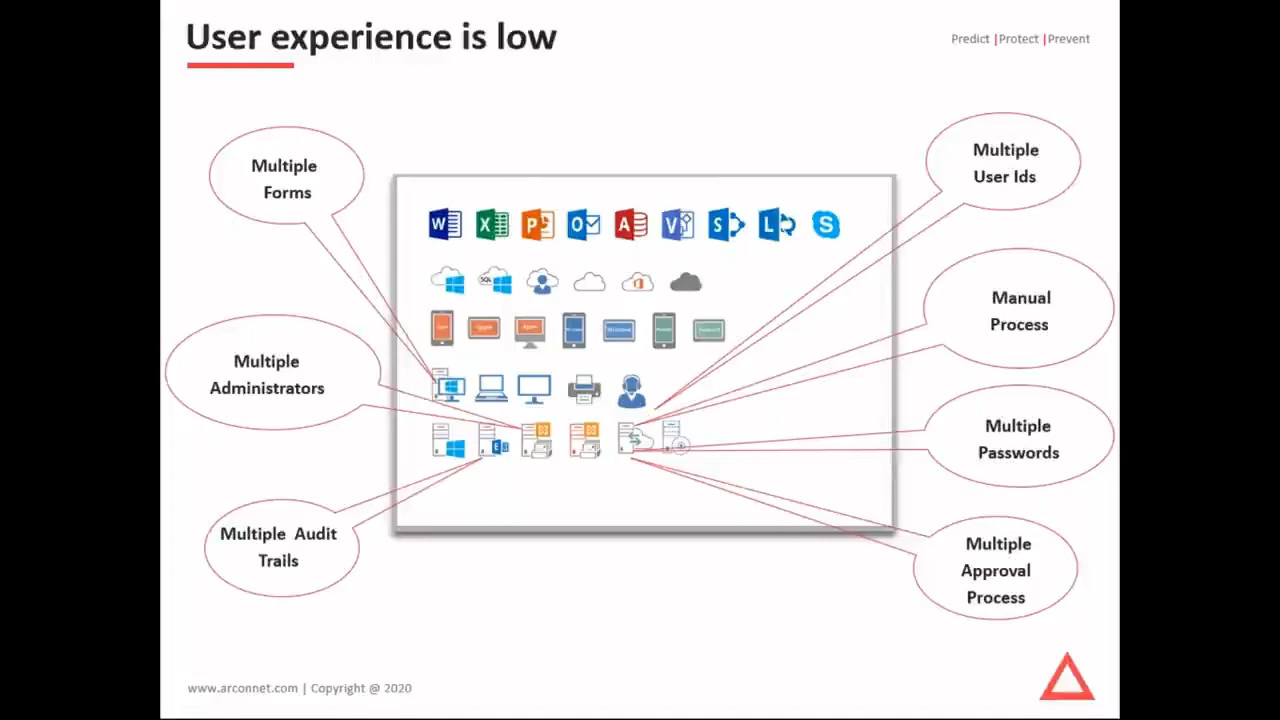 User experience is low
Predict |Protect |Prevent
Multiple
Forms
Multiple
User Ids
W
X
P
O
A
V
S
L
S
SQL
Manual
Process
Multiple
Administrators
Multiple
Passwords
E
Multiple Audit
Trails
Multiple
Approval
Process
www.arconnet.com | Copyright @ 2020